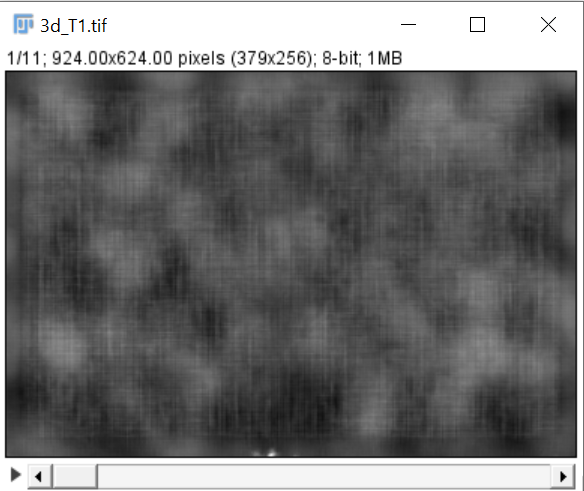 3d_T1.tif
1/11; 924.00x624.00 pixels (379x256); 8-bit; 1MB